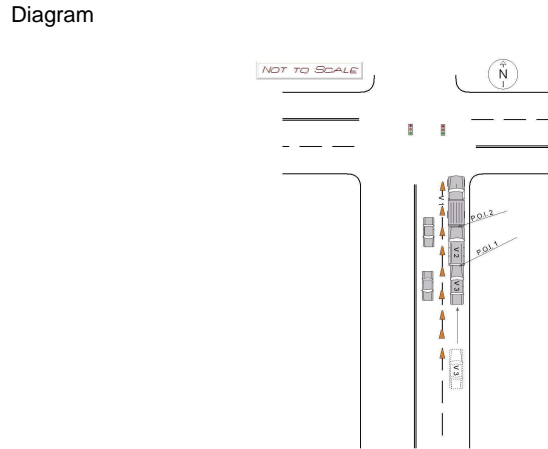 Diagram
NOT TO SCALE
N
V 1
P.O.I. 2
V 2
P.O.I. 1
V 3
V 3